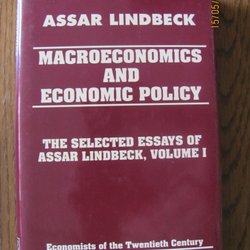 ASSAR LINDBECK
MACROECONOMICS
AND
ECONOMIC POLICY
THE SELECTED ESSAYS OF
ASSAR LINDBECK, VOLUME I
Economists of the Twentieth Century